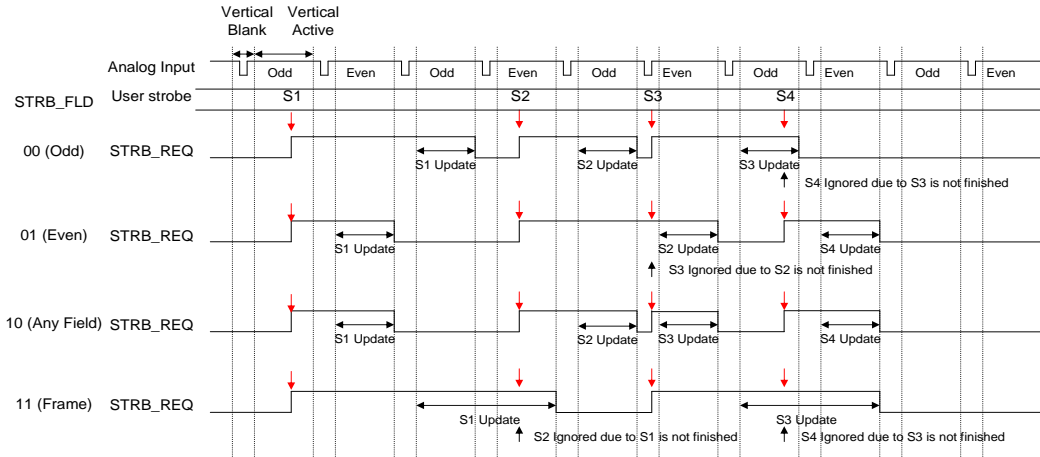 Vertical Blank
Vertical Active
Analog Input
Odd Even Odd Even Odd Even Odd Even Odd Even
STRB_FLD User strobe S1 S2 S3 S4
00 (Odd) STRB_REQ
S1 Update S2 Update S3 Update
S4 Ignored due to S3 is not finished
01 (Even) STRB_REQ
S1 Update S2 Update S4 Update
S3 Ignored due to S2 is not finished
10 (Any Field) STRB_REQ
S1 Update S2 Update S3 Update S4 Update
11 (Frame) STRB_REQ
S1 Update S3 Update
S2 Ignored due to S1 is not finished S4 Ignored due to S3 is not finished